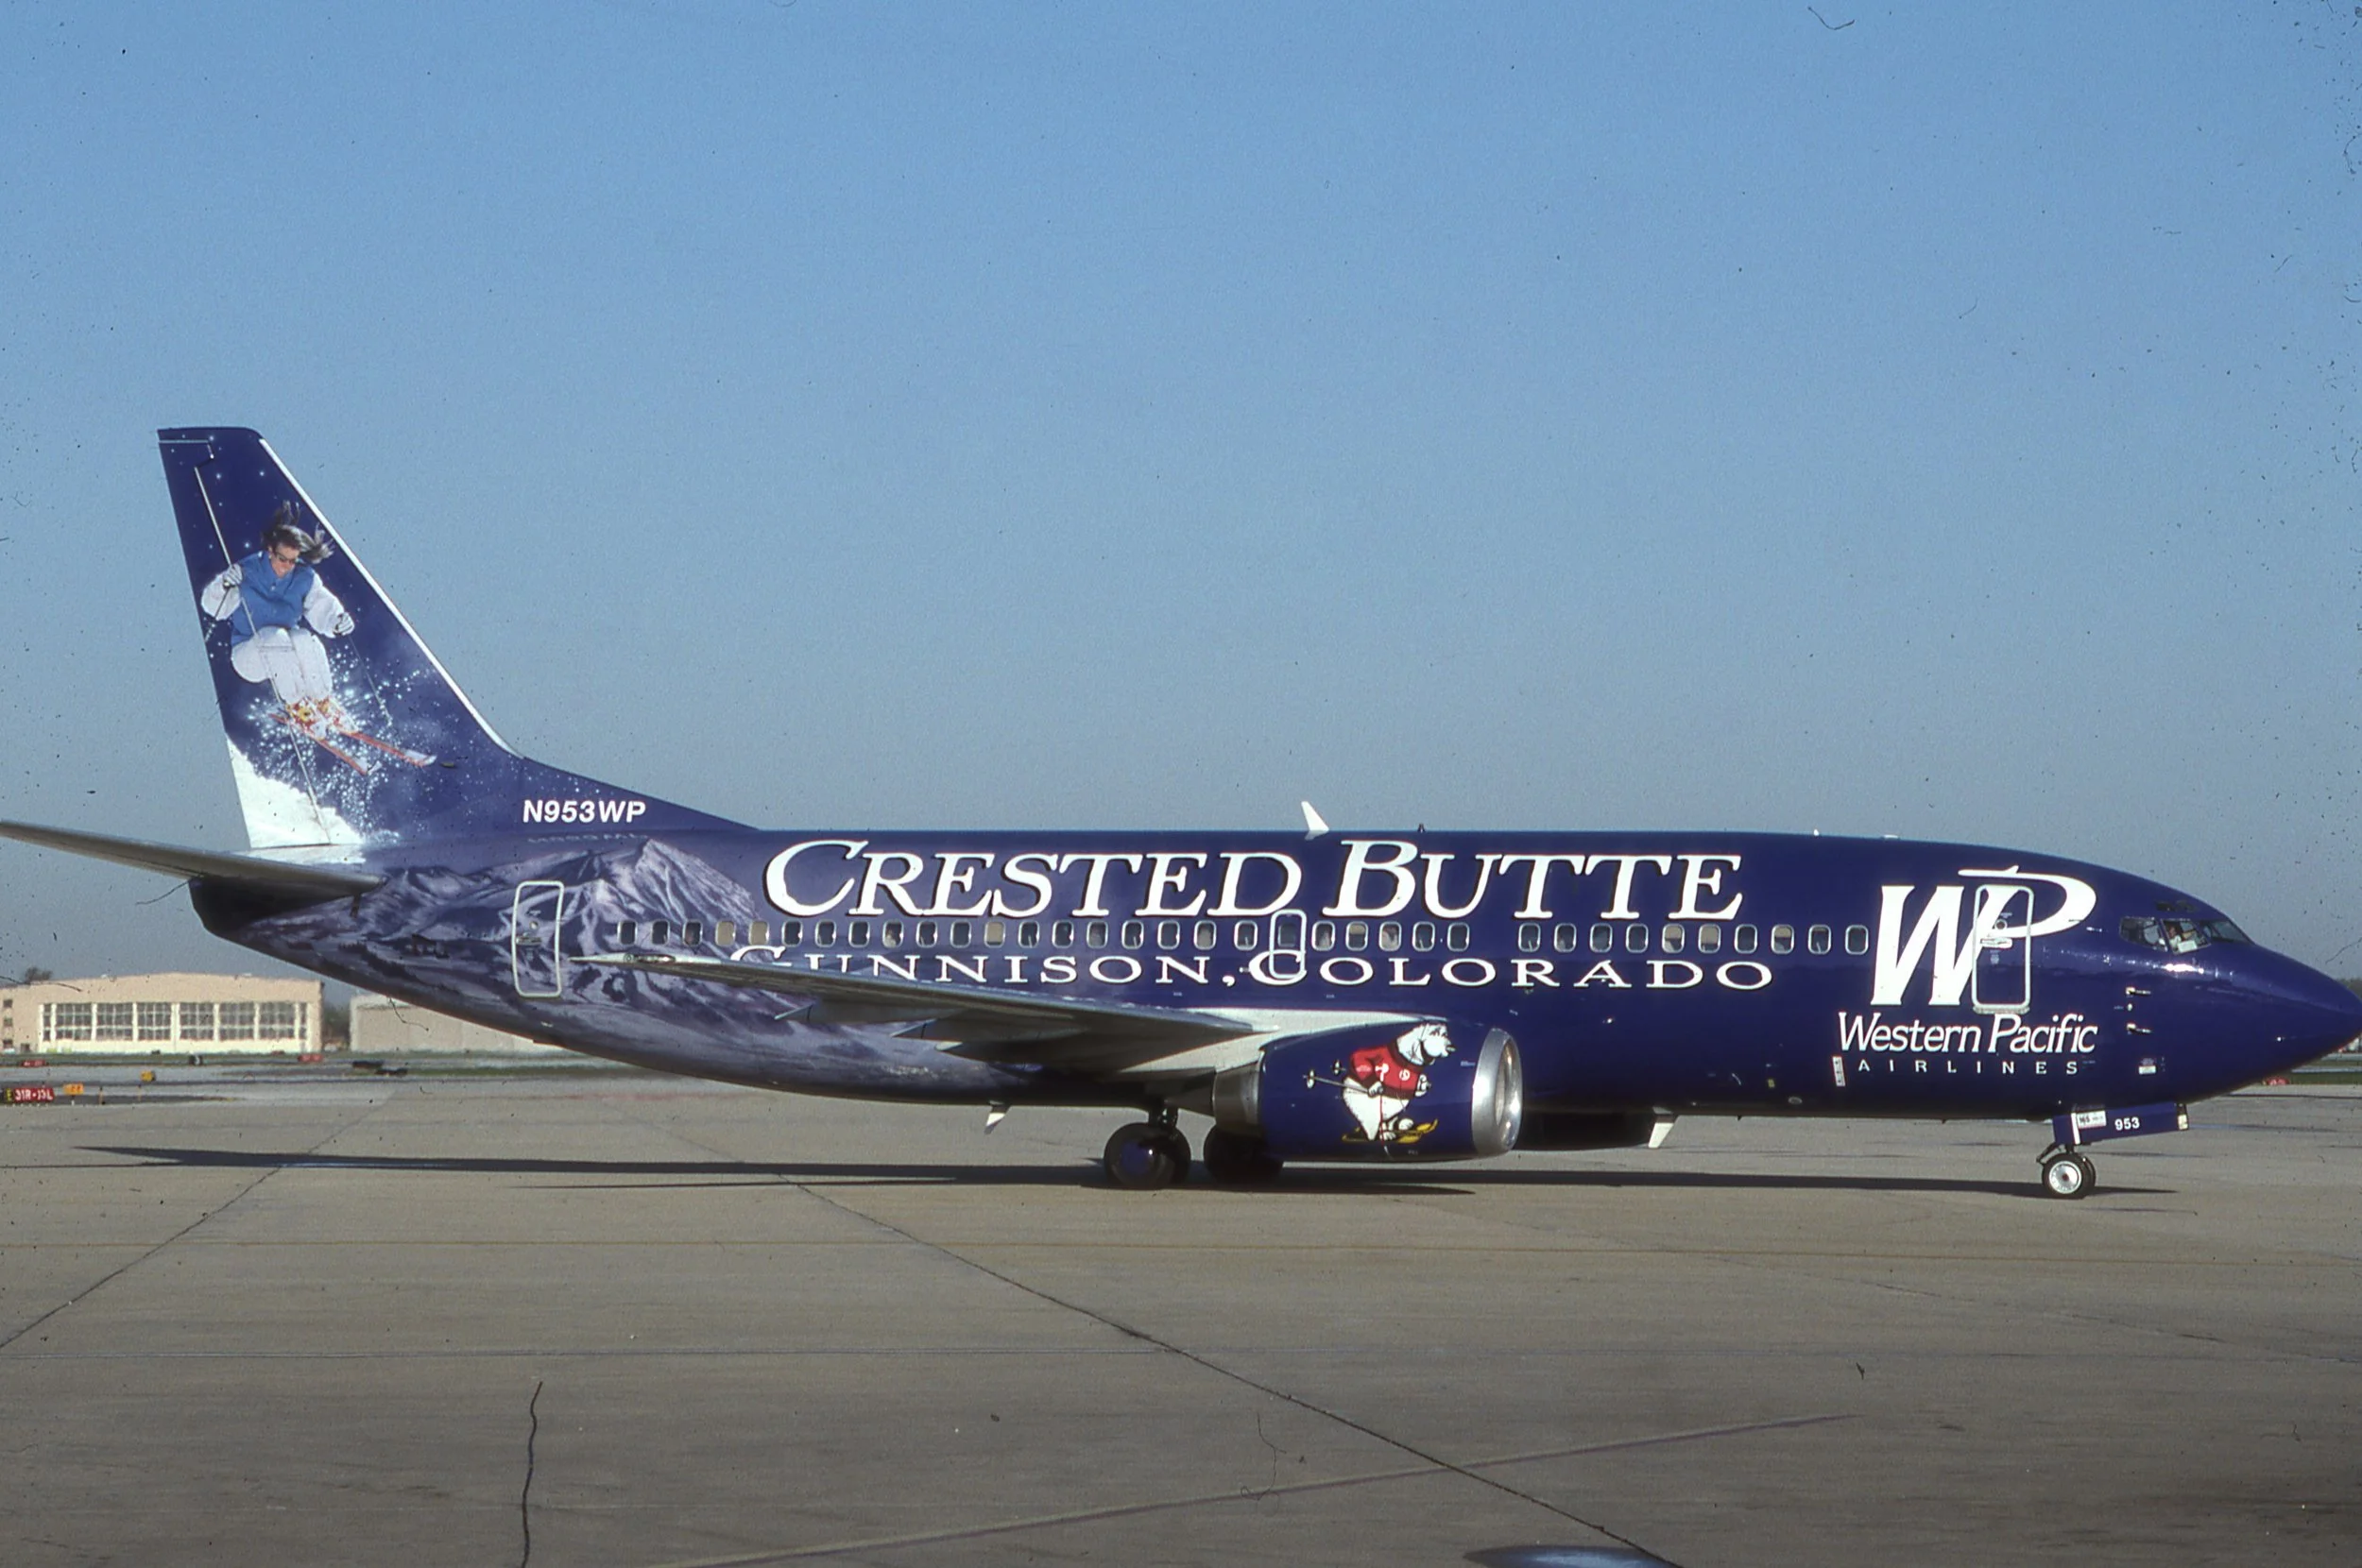 N953WP
CRESTED BUTTE
GUNNISON, COLORADO
WP
Western Pacific
AIRLINES
953